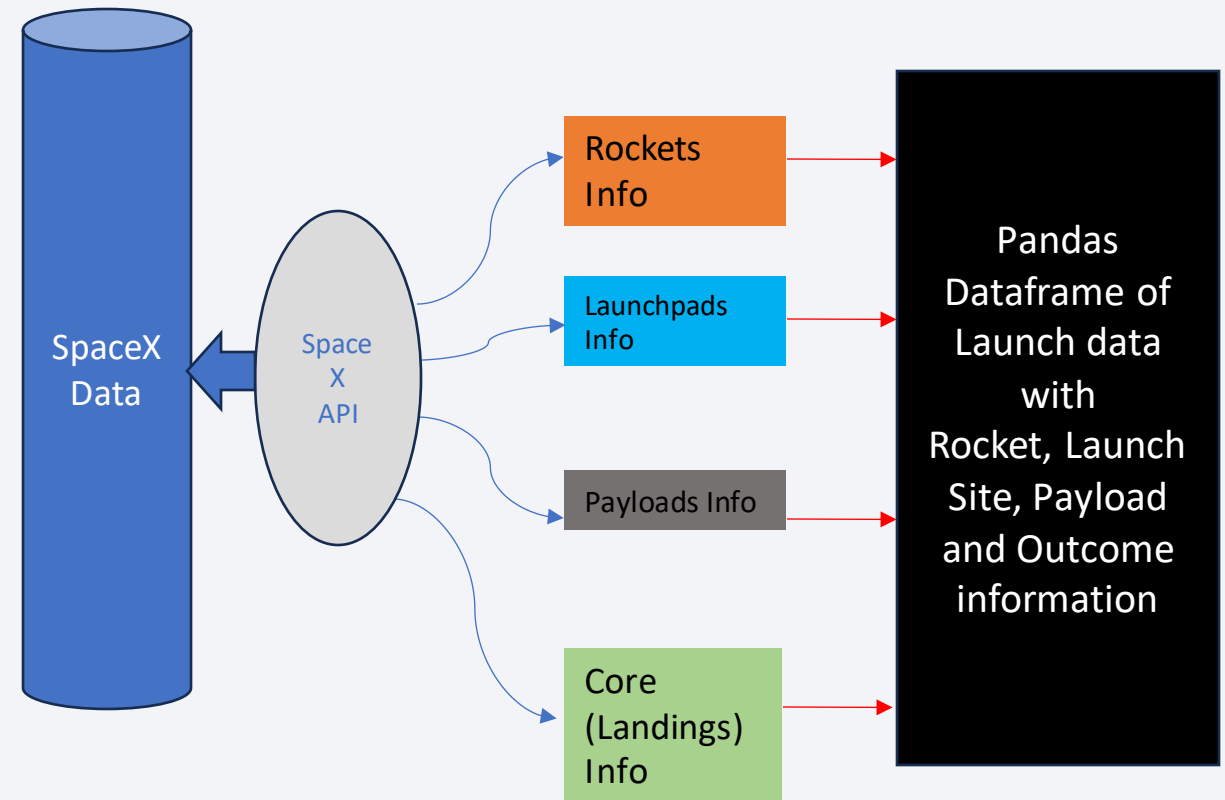 SpaceX
Data
Space
X
API
Rockets
Info
Launchpads
Info
Payloads Info
Core
(Landings)
Info
Pandas
Dataframe of
Launch data
with
Rocket, Launch
Site, Payload
and Outcome
information